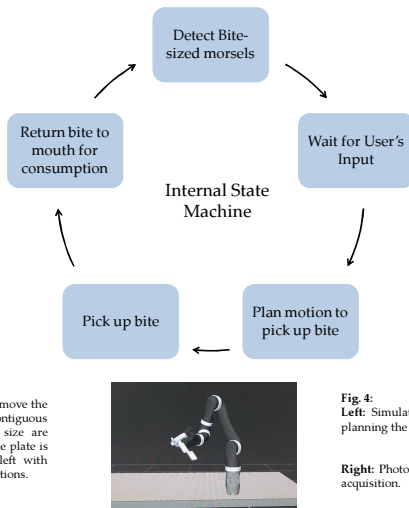 Detect Bite-
sized morsels
Return bite to
mouth for
consumption
Wait for User's
Input
Internal State
Machine
Pick up bite
Plan motion to
pick up bite
move the
ontiguous
size are
e plate is
left with
tions.
Fig. 4:
Left: Simulat
planning the
Right: Photo
acquisition.